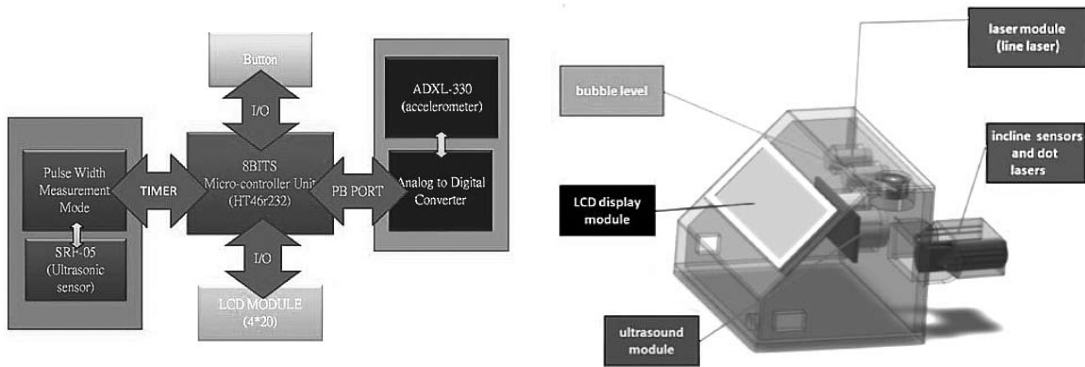 Button
I/O
ADXL-330
(accelerometer)
8BITS
Micro-controller Unit
(HT46r232)
Pulse Width
Measurement
Mode
TIMER
PB PORT
Analog to Digital
Converter
SRF-05
(Ultrasonic
sensor)
I/O
LCD MODULE
(4*20)
laser module
(line laser)
bubble level
incline sensors
and dot
lasers
LCD display
module
ultrasound
module